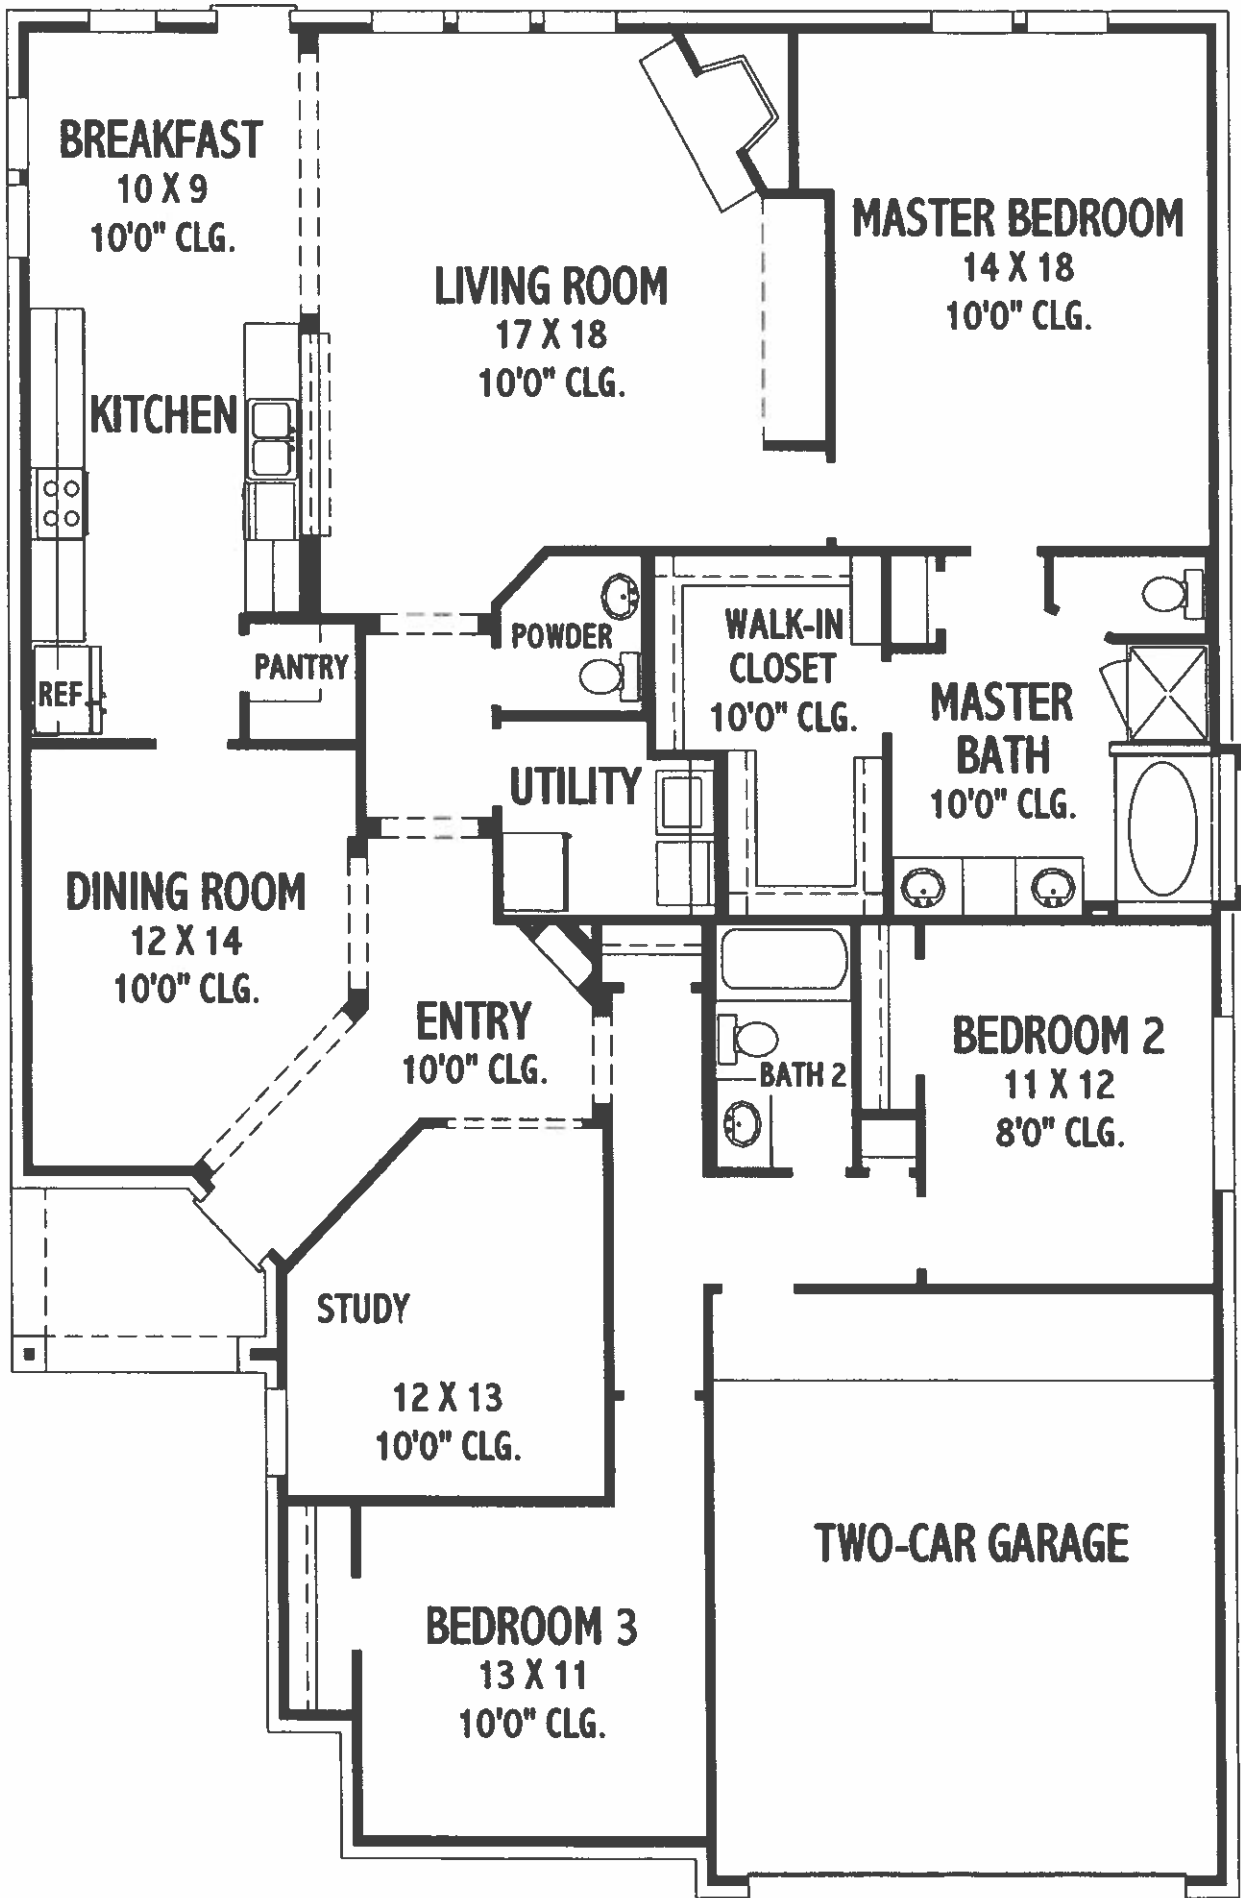 BREAKFAST
10 X 9
10'0" CLG.
LIVING ROOM
17 X 18
10'0" CLG.
MASTER BEDROOM
14 X 18
10'0" CLG.
KITCHEN
REF.
PANTRY
POWDER
WALK-IN
CLOSET
10'0" CLG.
MASTER
BATH
10'0" CLG.
UTILITY
DINING ROOM
12 X 14
10'0" CLG.
ENTRY
10'0" CLG.
BATH 2
BEDROOM 2
11 X 12
8'0" CLG.
STUDY
12 X 13
10'0" CLG.
TWO-CAR GARAGE
BEDROOM 3
13 X 11
10'0" CLG.